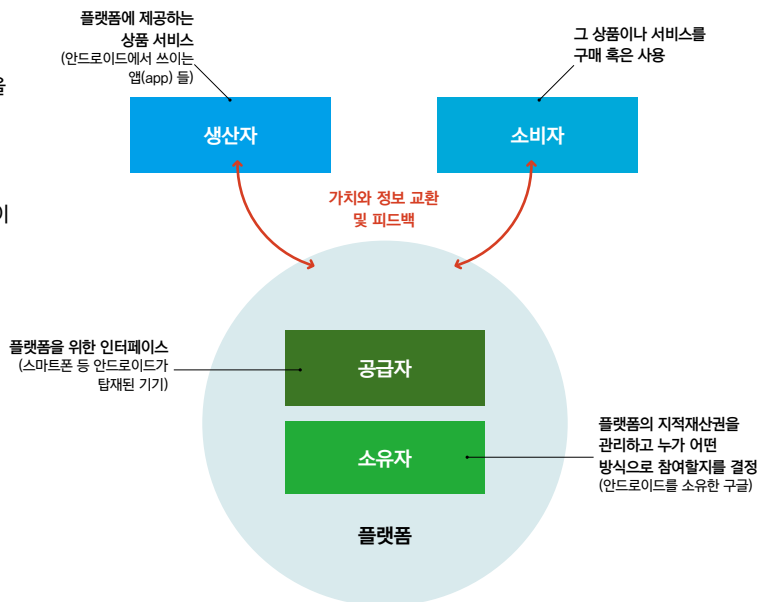 플랫폼에 제공하는
상품 서비스
(안드로이드에서 쓰이는
앱(app) 들)
그 상품이나 서비스를
구매 혹은 사용
을
생산자
소비자
이
가치와 정보 교환
및 피드백
플랫폼을 위한 인터페이스
(스마트폰 등 안드로이드가
탑재된 기기)
공급자
소유자
플랫폼의 지적재산권을
관리하고 누가 어떤
방식으로 참여할지를 결정
(안드로이드를 소유한 구글)
플랫폼